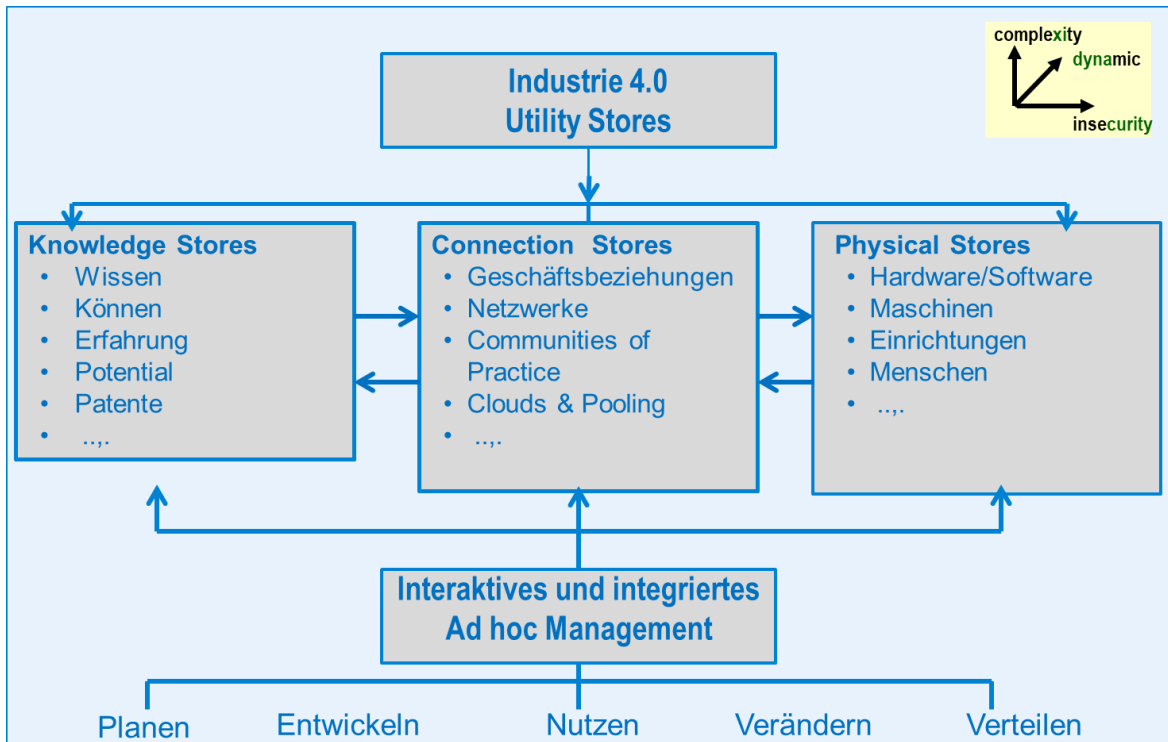 complexity
dynamic
insecurity
Industrie 4.0
Utility Stores
Knowledge Stores
• Wissen
• Können
• Erfahrung
• Potential
• Patente
• ..,.
Connection Stores
• Geschäftsbeziehungen
• Netzwerke
• Communities of
Practice
• Clouds & Pooling
• ..,.
Physical Stores
• Hardware/Software
• Maschinen
• Einrichtungen
• Menschen
• ..,.
Interaktives und integriertes
Ad hoc Management
Planen
Entwickeln
Nutzen
Verändern
Verteilen